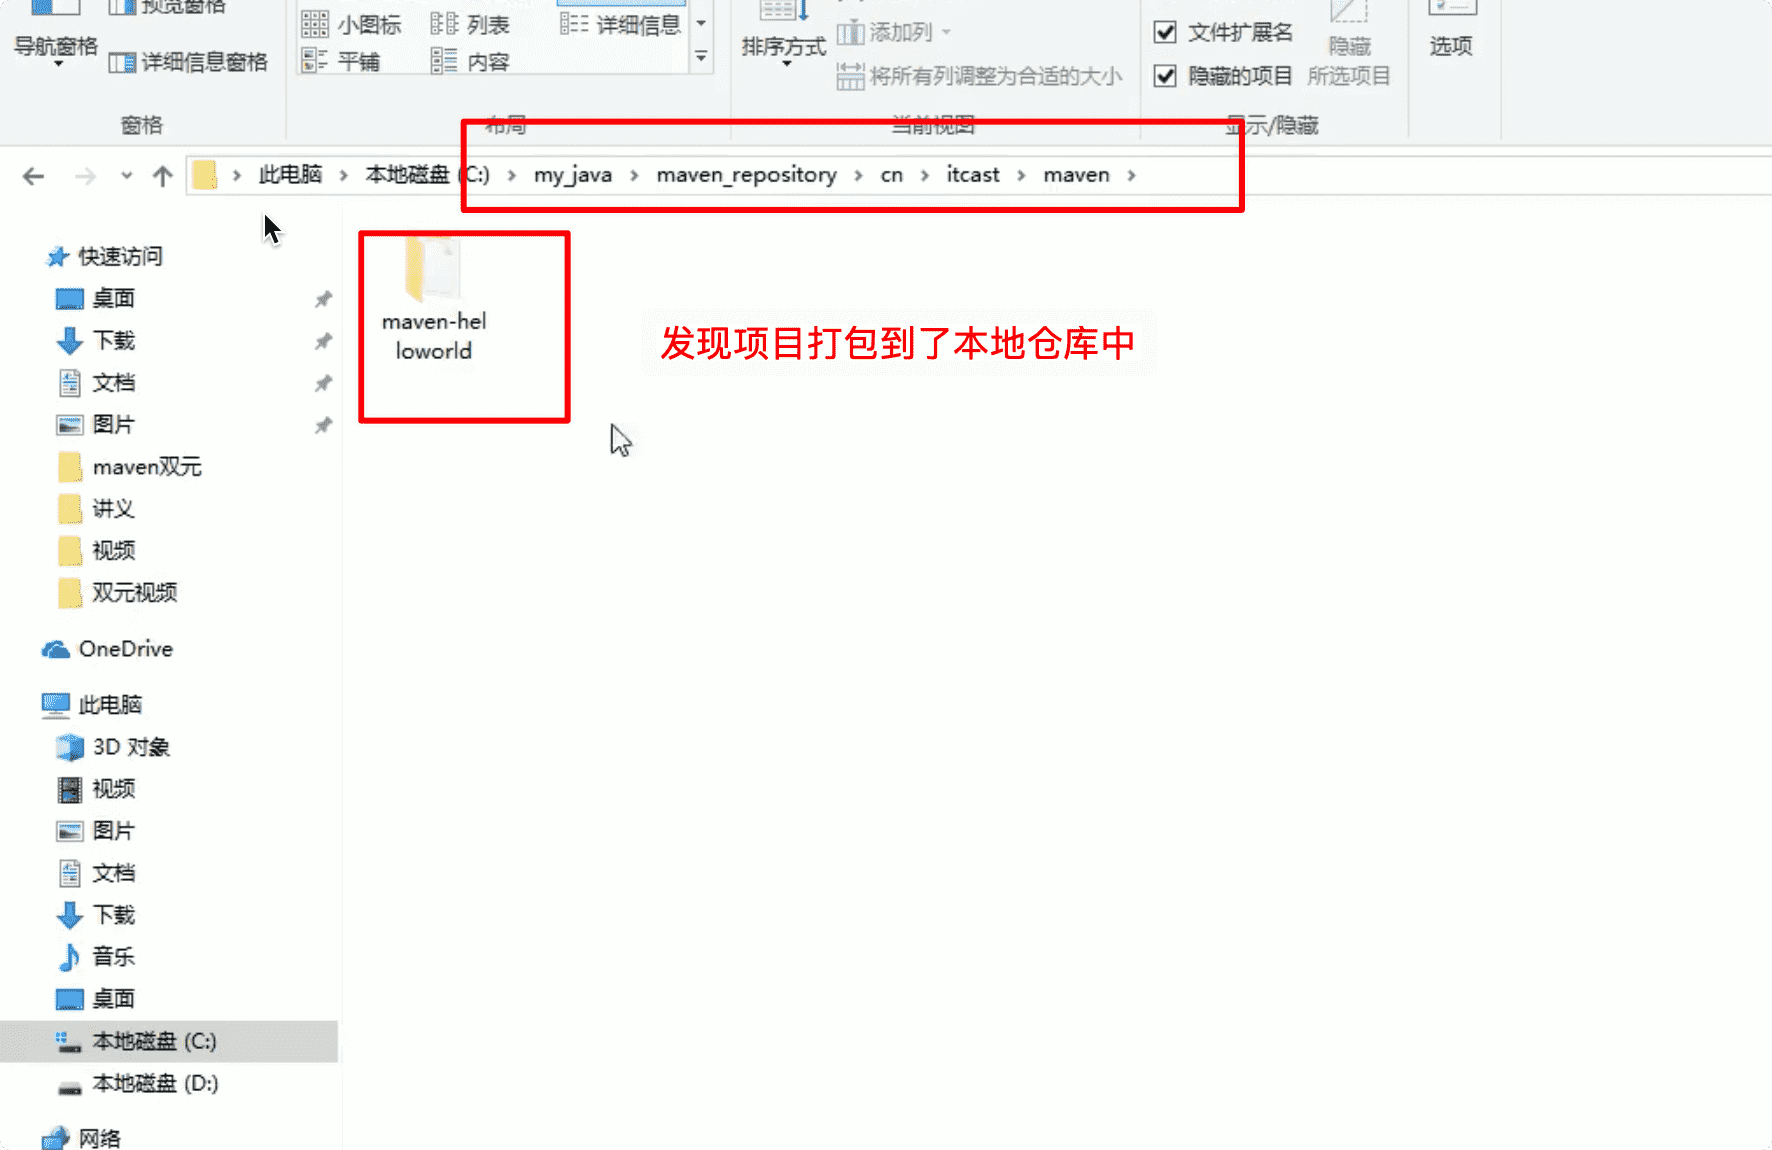 预览窗格
小图标
列表
详细信息
导航窗格
详细信息窗格
平铺
内容
排序方式
添加列
将所有列调整为合适的大小
文件扩展名
隐藏的项目
隐藏
所选项目
选项
窗格
布局
当前视图
显示/隐藏
此电脑 本地磁盘 (C:) my_java maven_repository cn itcast maven
快速访问
桌面
下载
文档
图片
maven双元
讲义
视频
双元视频
OneDrive
此电脑
3D 对象
视频
图片
文档
下载
音乐
桌面
本地磁盘 (C:)
本地磁盘 (D:)
网络
maven-hel
loworld
发现项目打包到了本地仓库中